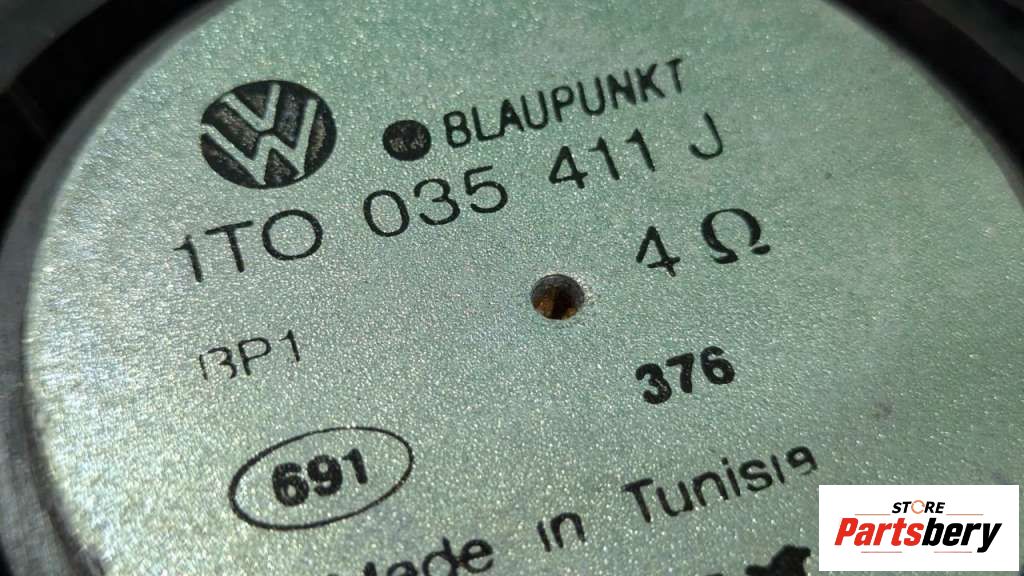 BLAUPUNKT
1TO 035 411 J
4 Ω
BP1
376
691
Made in Tunisia
STORE
Partsbery